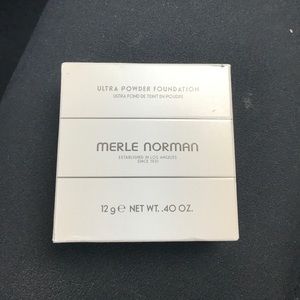 ULTRA POWDER FOUNDATION
ULTRA FOND DE TEINT EN POUDRE
MERLE NORMAN
ESTABLISHED IN LOS ANGELES
SINCE 1931
12 g ℮ NET WT. .40 OZ.